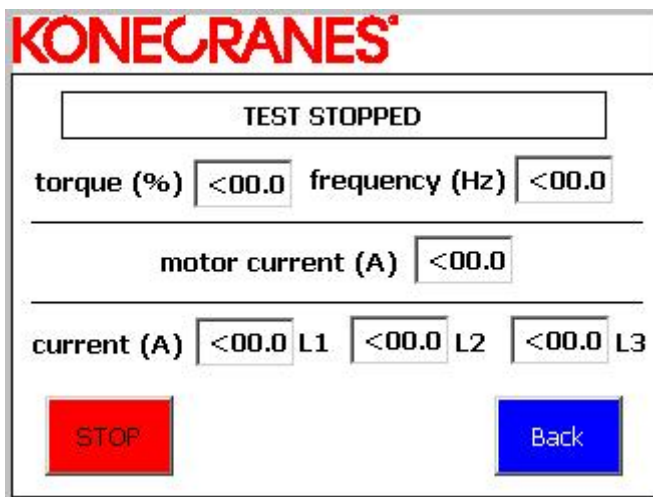 KONECRANES®
TEST STOPPED
torque (%) <00.0 frequency (Hz) <00.0
motor current (A) <00.0
current (A) <00.0 L1 <00.0 L2 <00.0 L3
STOP Back